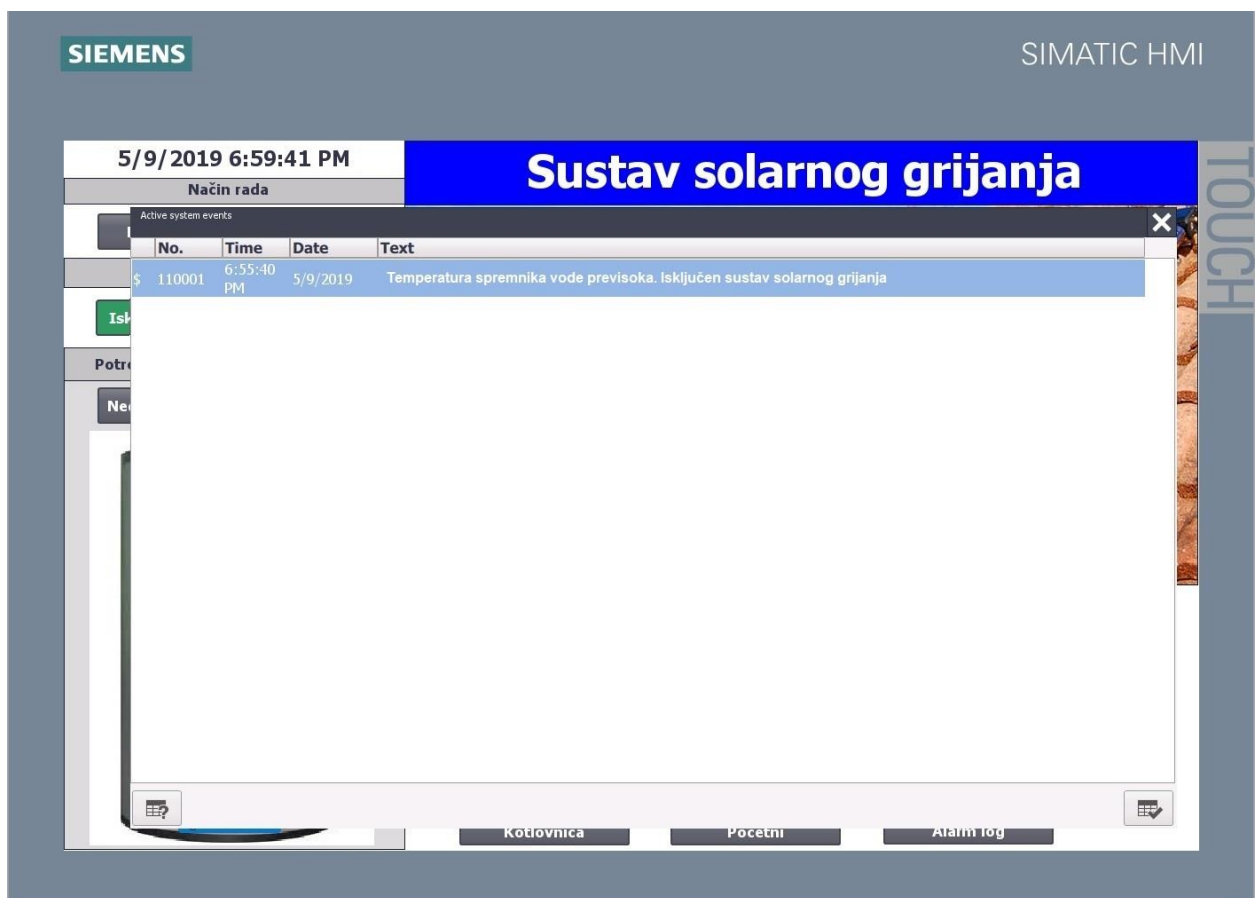 SIEMENS
SIMATIC HMI
TOUCH
5/9/2019 6:59:41 PM
Sustav solarnog grijanja
Način rada
Active system events
No. Time Date Text
$ 110001 6:55:40 PM 5/9/2019 Temperatura spremnika vode previsoka. Isključen sustav solarnog grijanja
Kotlovnica Početni Alarm log